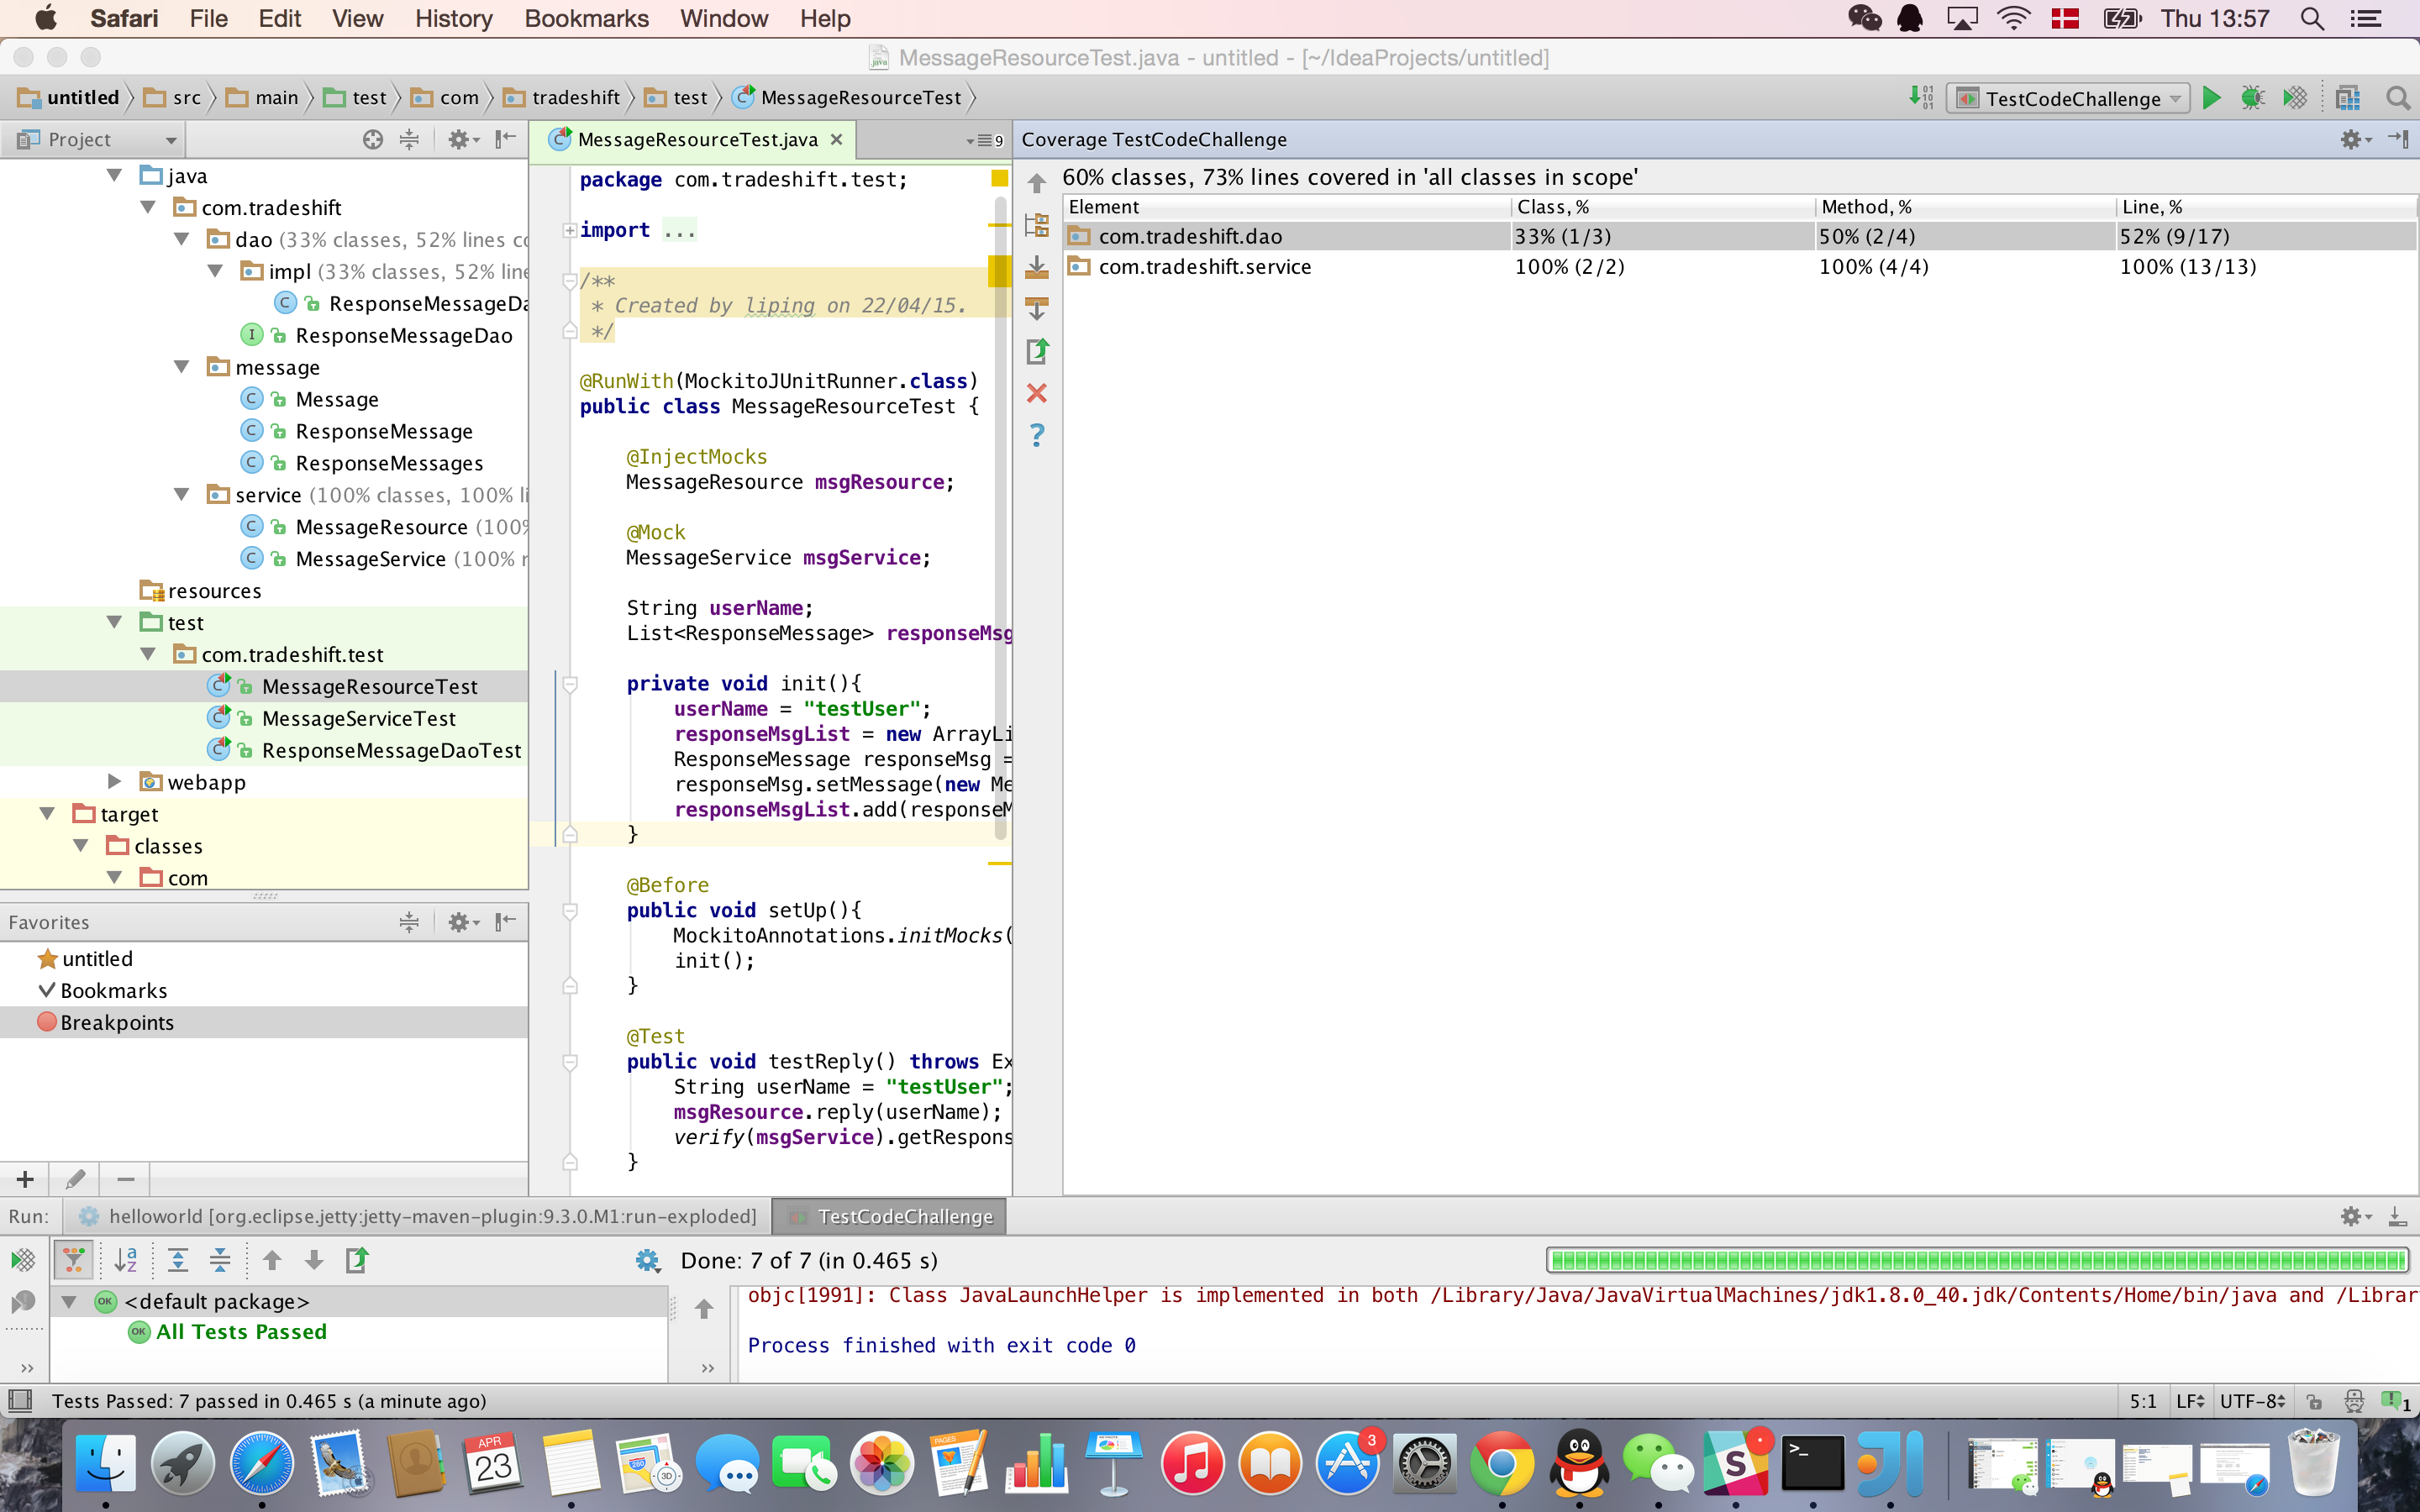 Safari File Edit View History Bookmarks Window Help Thu 13:57
MessageResourceTest.java - untitled - [~/IdeaProjects/untitled]
untitled src main test com tradeshift test MessageResourceTest TestCodeChallenge
Project
MessageResourceTest.java
9
Coverage TestCodeChallenge
java
com.tradeshift
dao (33% classes, 52% lines co
impl (33% classes, 52% line
ResponseMessageDa
ResponseMessageDao
message
Message
ResponseMessage
ResponseMessages
service (100% classes, 100% li
MessageResource (100%
MessageService (100% r
resources
test
com.tradeshift.test
MessageResourceTest
MessageServiceTest
ResponseMessageDaoTest
webapp
target
classes
com
Favorites
untitled
Bookmarks
Breakpoints
package com.tradeshift.test;
import ...
/**
* Created by liping on 22/04/15.
*/
@RunWith(MockitoJUnitRunner.class)
public class MessageResourceTest {
@InjectMocks
MessageResource msgResource;
@Mock
MessageService msgService;
String userName;
List<ResponseMessage> responseMsg
private void init(){
userName = "testUser";
responseMsgList = new ArrayLi
ResponseMessage responseMsg =
responseMsg.setMessage(new Me
responseMsgList.add(responseM
}
@Before
public void setUp(){
MockitoAnnotations.initMocks(
init();
}
@Test
public void testReply() throws Ex
String userName = "testUser";
msgResource.reply(userName);
verify(msgService).getRespons
}
60% classes, 73% lines covered in 'all classes in scope'
Element Class, % Method, % Line, %
com.tradeshift.dao 33% (1/3) 50% (2/4) 52% (9/17)
com.tradeshift.service 100% (2/2) 100% (4/4) 100% (13/13)
Run: helloworld [org.eclipse.jetty:jetty-maven-plugin:9.3.0.M1:run-exploded] TestCodeChallenge
Done: 7 of 7 (in 0.465 s)
<default package>
All Tests Passed
objc[1991]: Class JavaLaunchHelper is implemented in both /Library/Java/JavaVirtualMachines/jdk1.8.0_40.jdk/Contents/Home/bin/java and /Librar
Process finished with exit code 0
Tests Passed: 7 passed in 0.465 s (a minute ago)
5:1 LF UTF-8 1
APR
23
280
3D
PAGES
3
S
>_